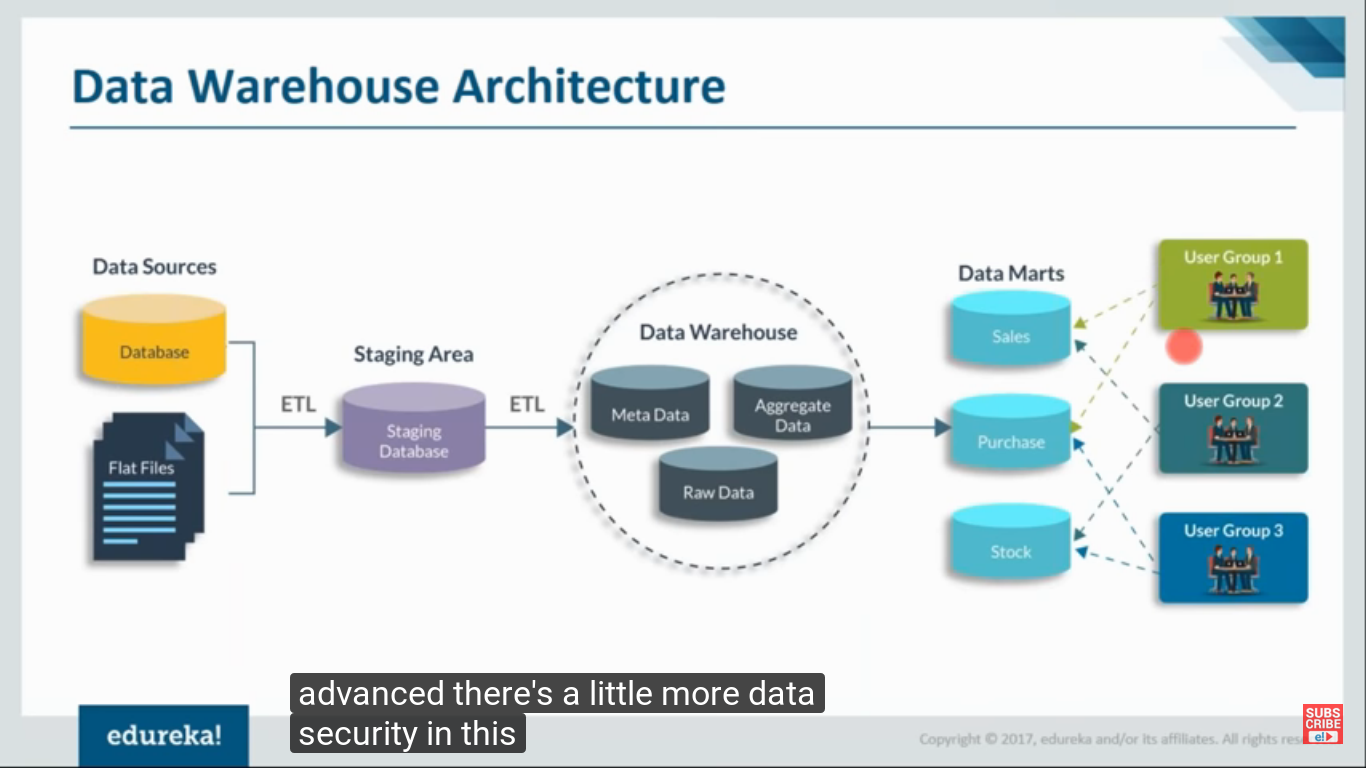 Data Warehouse Architecture
Data Sources
Database
Flat Files
ETL
Staging Area
Staging
Database
ETL
Data Warehouse
Meta Data
Aggregate
Data
Raw Data
Data Marts
Sales
Purchase
Stock
User Group 1
User Group 2
User Group 3
advanced there's a little more data
security in this
edureka!
Copyright © 2017, edureka and/or its affiliates. All rights
SUBS
CRIBE
e!